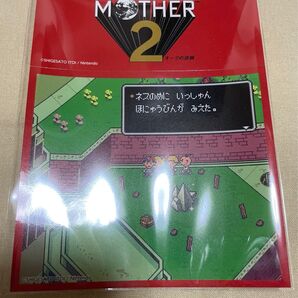 MOTHER
2
ギーグの逆襲
©SHIGESATO ITOI / Nintendo
•ネスのめに いっしゅん
ほにゅうびんが みえた。